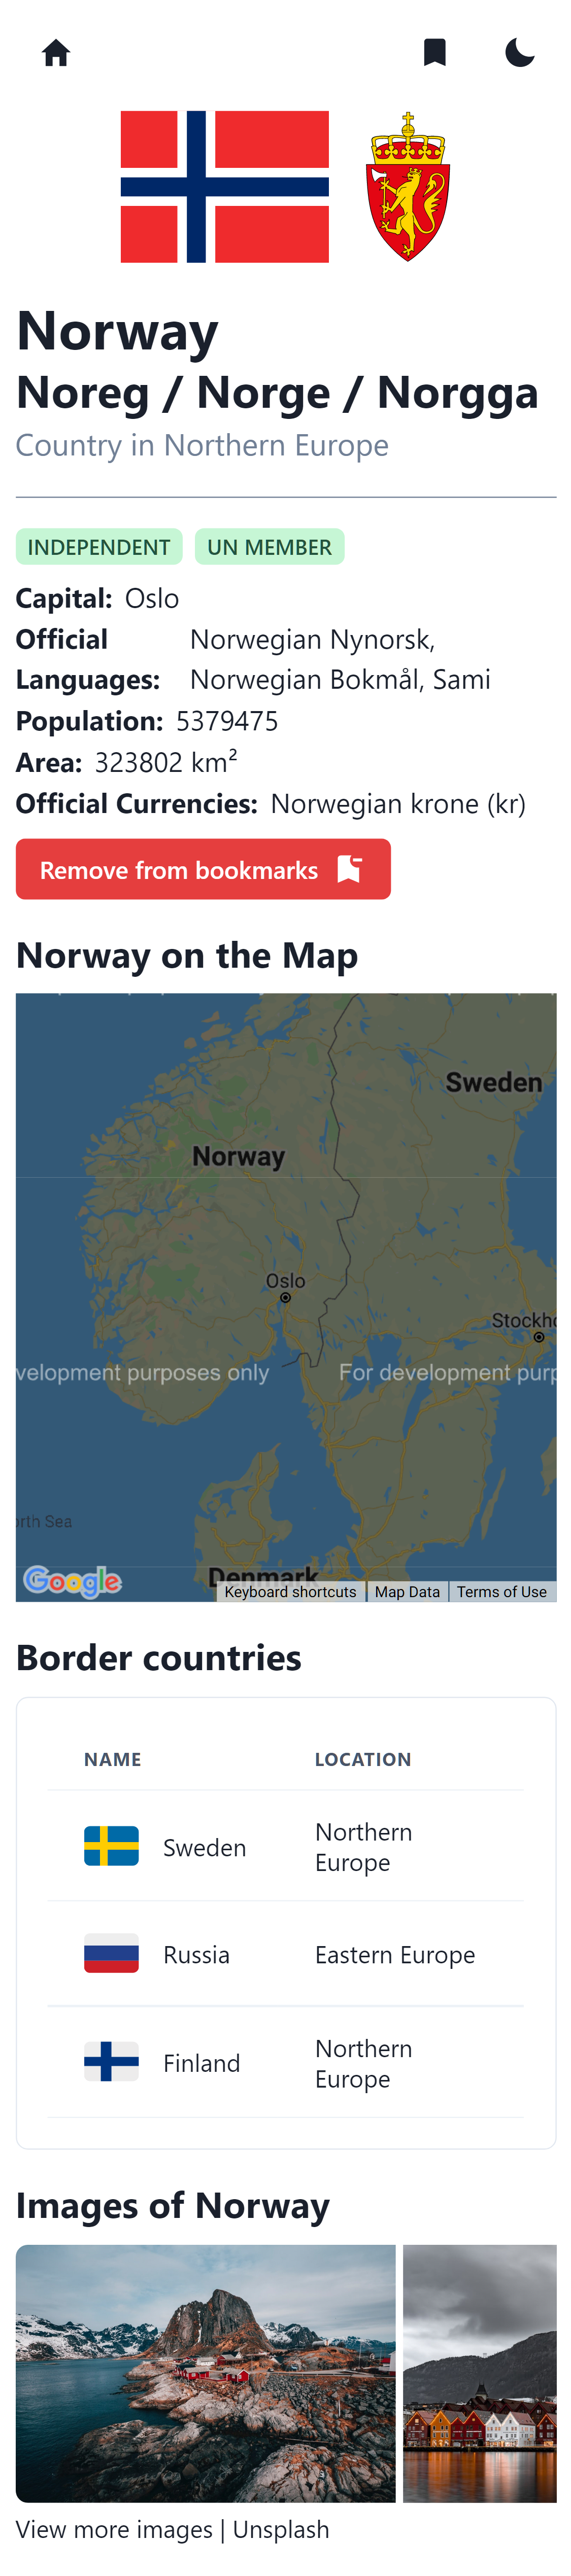 Norway
Noreg / Norge / Norgga
Country in Northern Europe
INDEPENDENT UN MEMBER
Capital: Oslo
Official Languages: Norwegian Nynorsk,
Norwegian Bokmål, Sami
Population: 5379475
Area: 323802 km²
Official Currencies: Norwegian krone (kr)
Remove from bookmarks
Norway on the Map
Sweden
Norway
Oslo
Stockho
velopment purposes only For development purp
orth Sea
Denmark
Google Keyboard shortcuts Map Data Terms of Use
Border countries
NAME LOCATION
Sweden Northern
Europe
Russia Eastern Europe
Finland Northern
Europe
Images of Norway
View more images | Unsplash